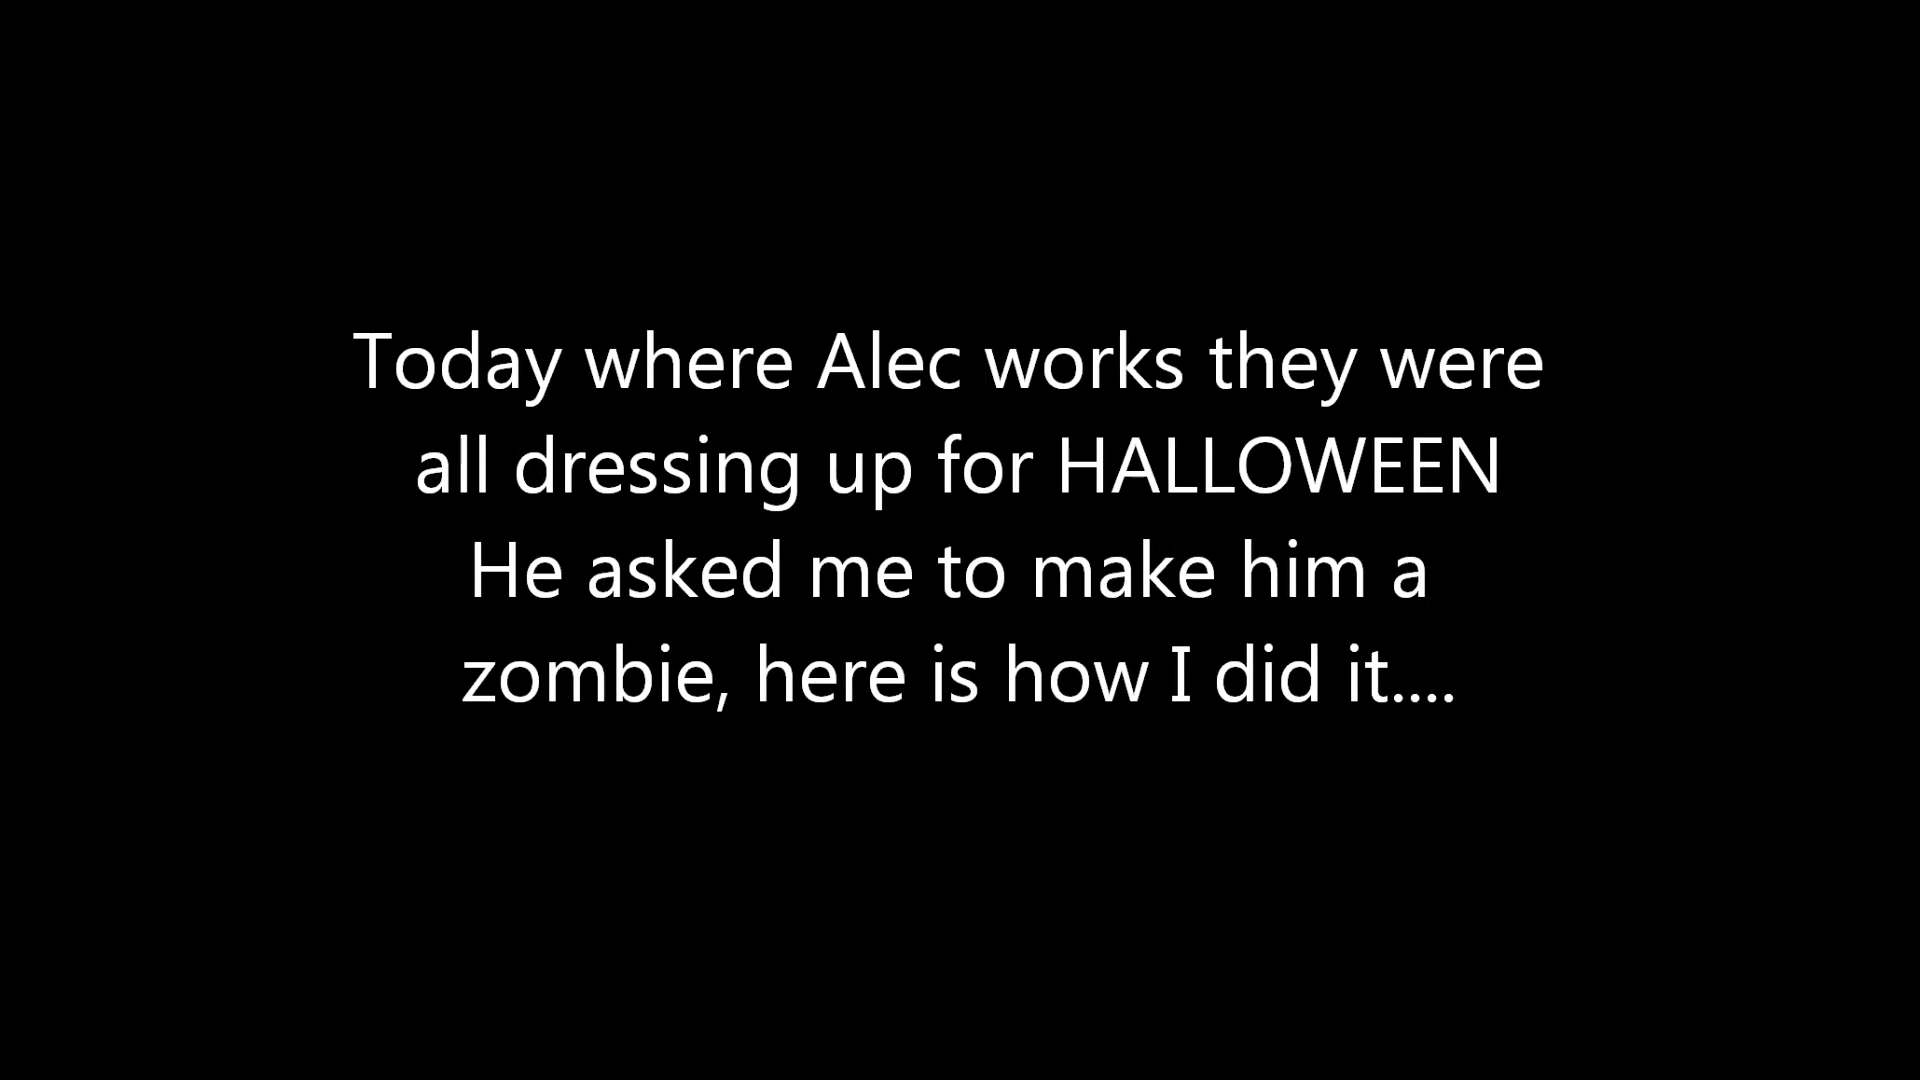 Today where Alec works they were
all dressing up for HALLOWEEN
He asked me to make him a
zombie, here is how I did it....